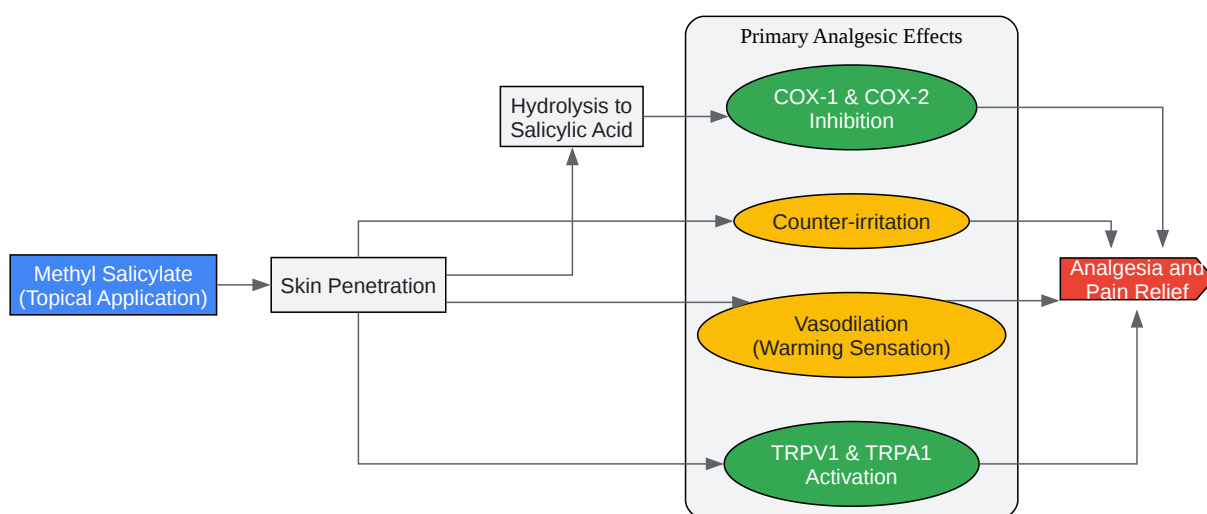 Primary Analgesic Effects
Hydrolysis to
Salicylic Acid
COX-1 & COX-2
Inhibition
Counter-irritation
Methyl Salicylate
(Topical Application)
Skin Penetration
Analgesia and
Pain Relief
Vasodilation
(Warming Sensation)
TRPV1 & TRPA1
Activation